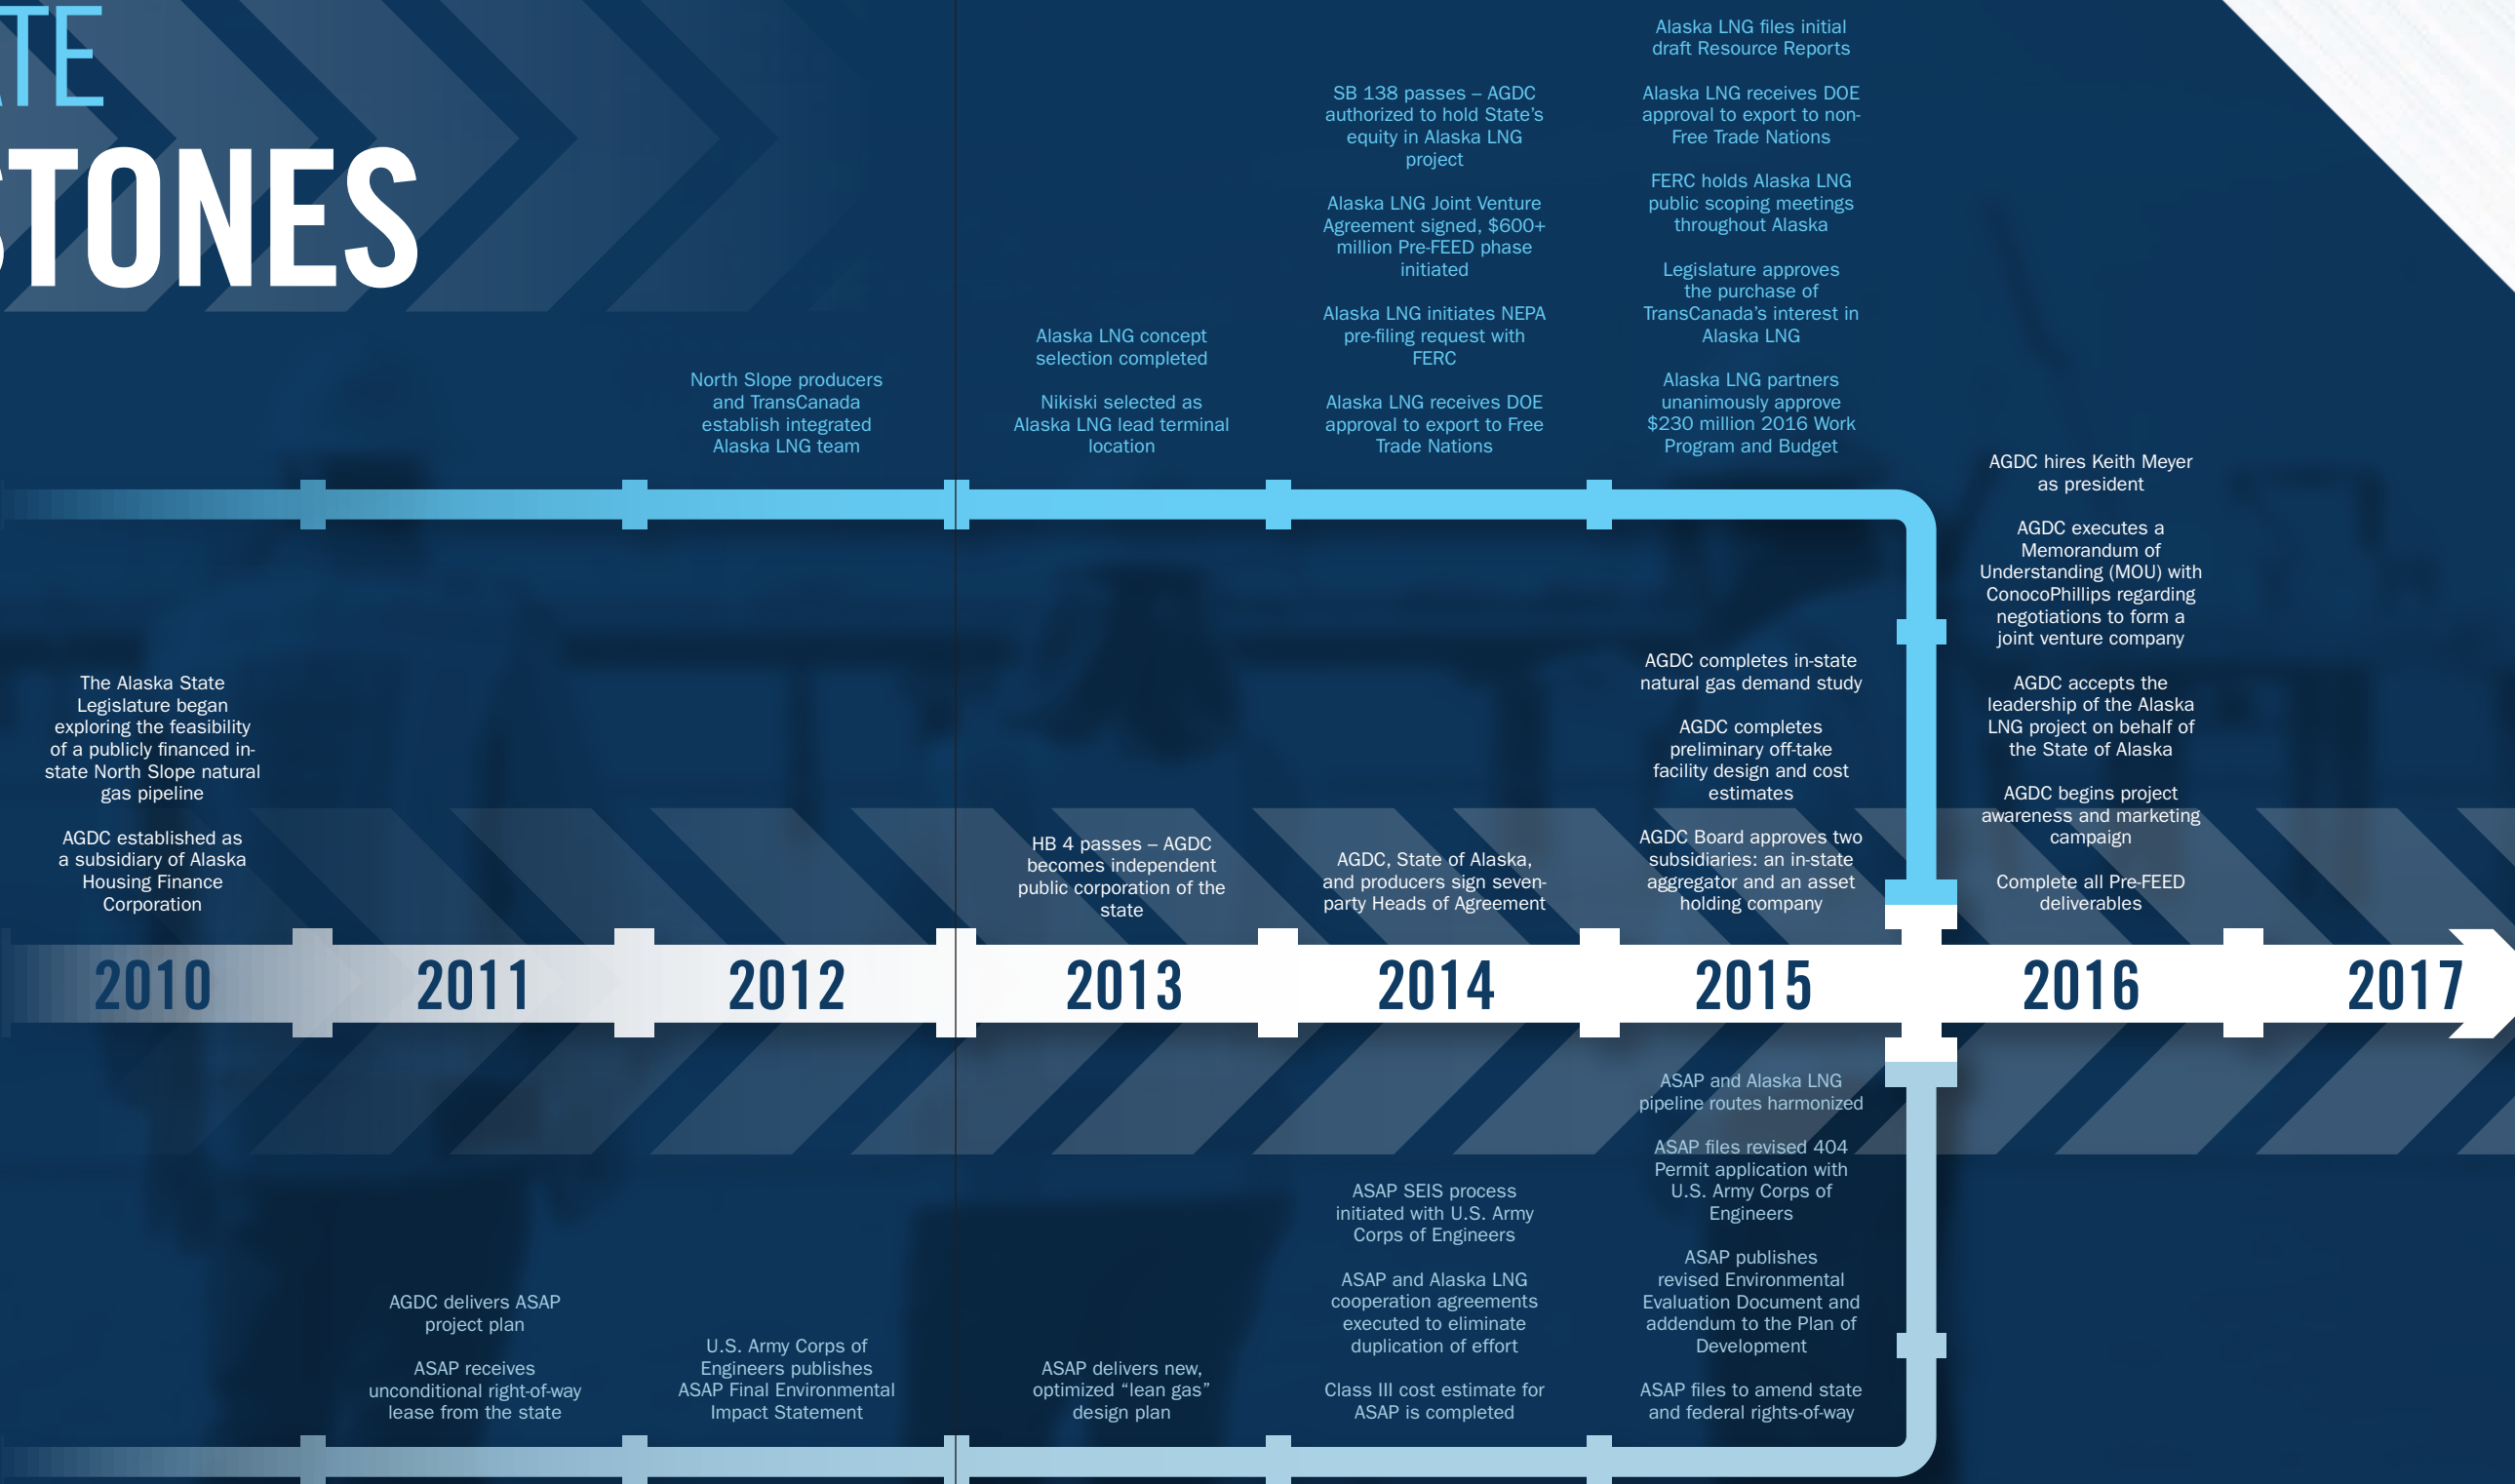 TE
STONES
North Slope producers
and TransCanada
establish integrated
Alaska LNG team
Alaska LNG concept
selection completed
Nikiski selected as
Alaska LNG lead terminal
location
SB 138 passes – AGDC
authorized to hold State’s
equity in Alaska LNG
project
Alaska LNG Joint Venture
Agreement signed, $600+
million Pre-FEED phase
initiated
Alaska LNG initiates NEPA
pre-filing request with
FERC
Alaska LNG receives DOE
approval to export to Free
Trade Nations
Alaska LNG files initial
draft Resource Reports
Alaska LNG receives DOE
approval to export to non-
Free Trade Nations
FERC holds Alaska LNG
public scoping meetings
throughout Alaska
Legislature approves
the purchase of
TransCanada’s interest in
Alaska LNG
Alaska LNG partners
unanimously approve
$230 million 2016 Work
Program and Budget
The Alaska State
Legislature began
exploring the feasibility
of a publicly financed in-
state North Slope natural
gas pipeline
AGDC established as
a subsidiary of Alaska
Housing Finance
Corporation
HB 4 passes – AGDC
becomes independent
public corporation of the
state
AGDC, State of Alaska,
and producers sign seven-
party Heads of Agreement
AGDC completes in-state
natural gas demand study
AGDC completes
preliminary off-take
facility design and cost
estimates
AGDC Board approves two
subsidiaries: an in-state
aggregator and an asset
holding company
AGDC hires Keith Meyer
as president
AGDC executes a
Memorandum of
Understanding (MOU) with
ConocoPhillips regarding
negotiations to form a
joint venture company
AGDC accepts the
leadership of the Alaska
LNG project on behalf of
the State of Alaska
AGDC begins project
awareness and marketing
campaign
Complete all Pre-FEED
deliverables
2010
2011
2012
2013
2014
2015
2016
2017
AGDC delivers ASAP
project plan
ASAP receives
unconditional right-of-way
lease from the state
U.S. Army Corps of
Engineers publishes
ASAP Final Environmental
Impact Statement
ASAP delivers new,
optimized “lean gas”
design plan
ASAP SEIS process
initiated with U.S. Army
Corps of Engineers
ASAP and Alaska LNG
cooperation agreements
executed to eliminate
duplication of effort
Class III cost estimate for
ASAP is completed
ASAP and Alaska LNG
pipeline routes harmonized
ASAP files revised 404
Permit application with
U.S. Army Corps of
Engineers
ASAP publishes
revised Environmental
Evaluation Document and
addendum to the Plan of
Development
ASAP files to amend state
and federal rights-of-way